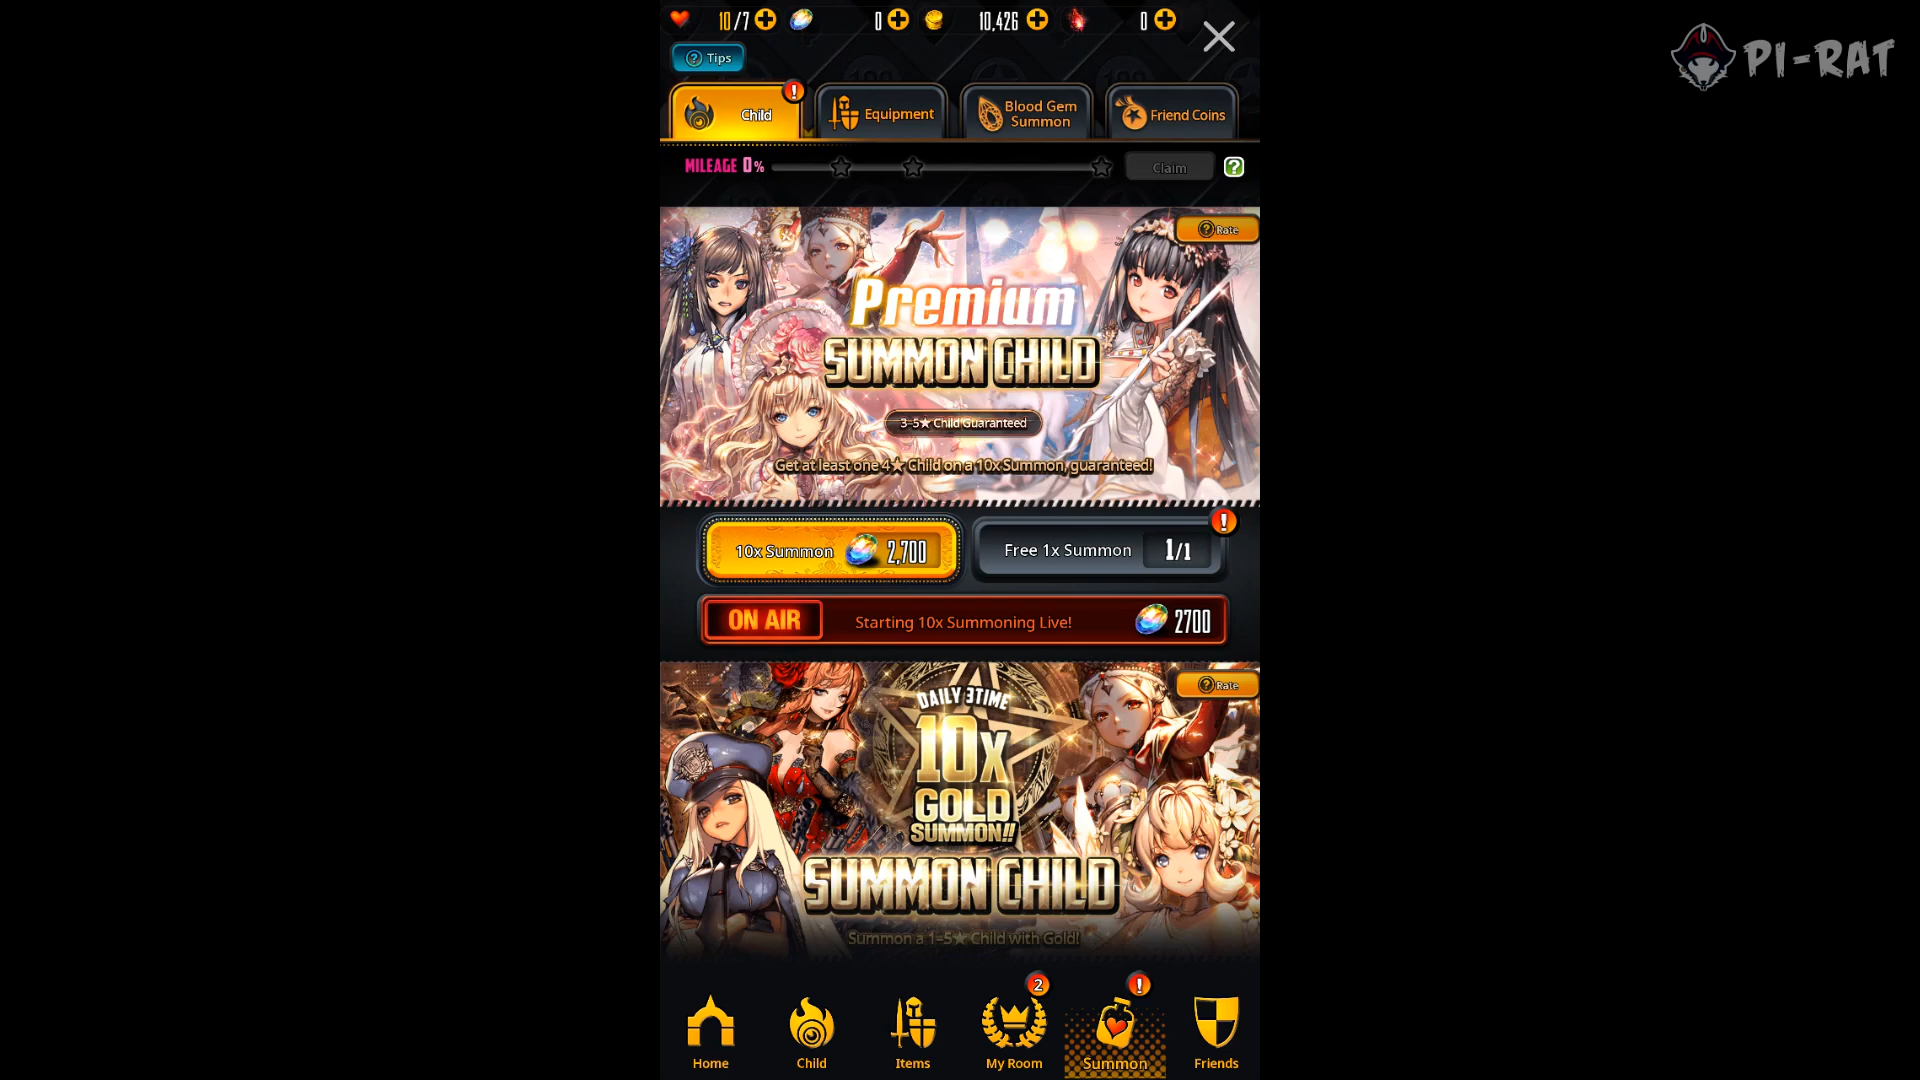 10/7 0 10,426 0
PI-RAT
Tips
Child
Equipment
Blood Gem
Summon
Friend Coins
MILEAGE 0%
Claim
Rate
Premium
SUMMON CHILD
3-5★ Child Guaranteed
Get at least one 4★ Child on a 10x Summon, guaranteed!
10x Summon 2,700
Free 1x Summon 1/1
ON AIR Starting 10x Summoning Live! 2700
Rate
DAILY 3TIME
10X
GOLD
SUMMON!!
SUMMON CHILD
Summon a 1-5★ Child with Gold!
2
Home Child Items My Room Summon Friends